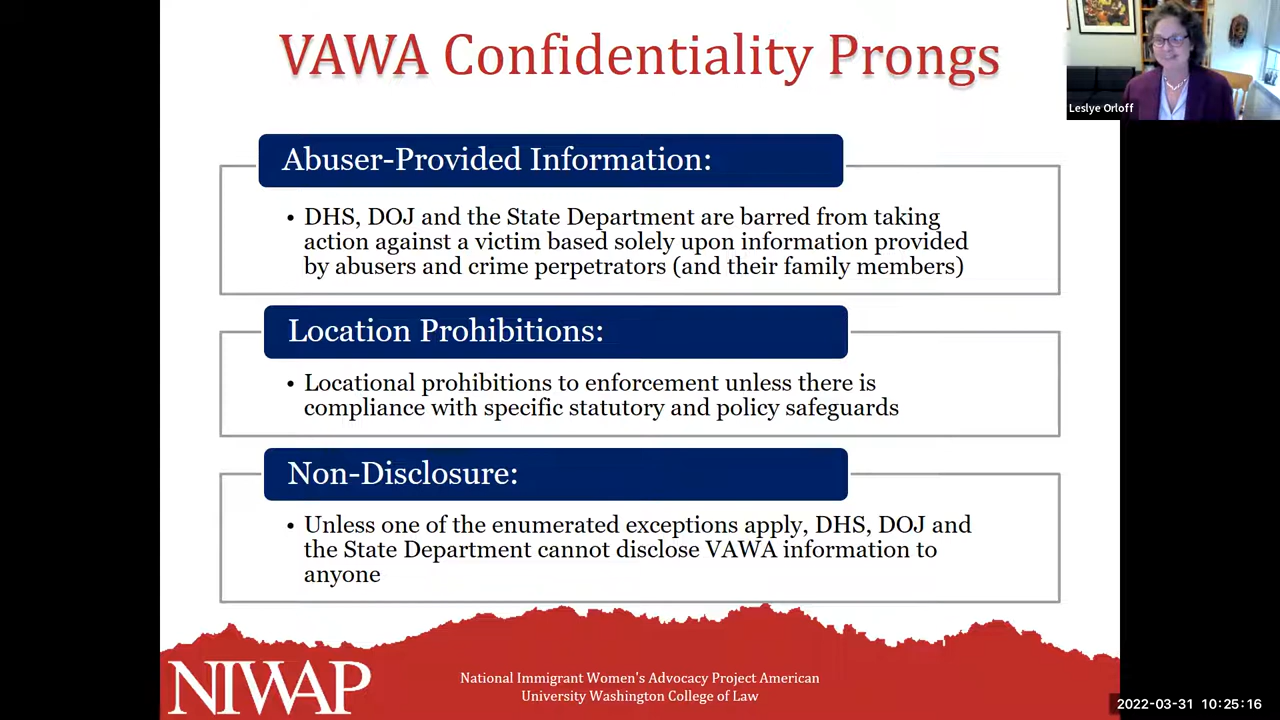 VAWA Confidentiality Prongs
Leslye Orloff
Abuser-Provided Information:
• DHS, DOJ and the State Department are barred from taking
action against a victim based solely upon information provided
by abusers and crime perpetrators (and their family members)
Location Prohibitions:
• Locational prohibitions to enforcement unless there is
compliance with specific statutory and policy safeguards
Non-Disclosure:
• Unless one of the enumerated exceptions apply, DHS, DOJ and
the State Department cannot disclose VAWA information to
anyone
NIWAP
National Immigrant Women's Advocacy Project American
University Washington College of Law
2022-03-31 10:25:16